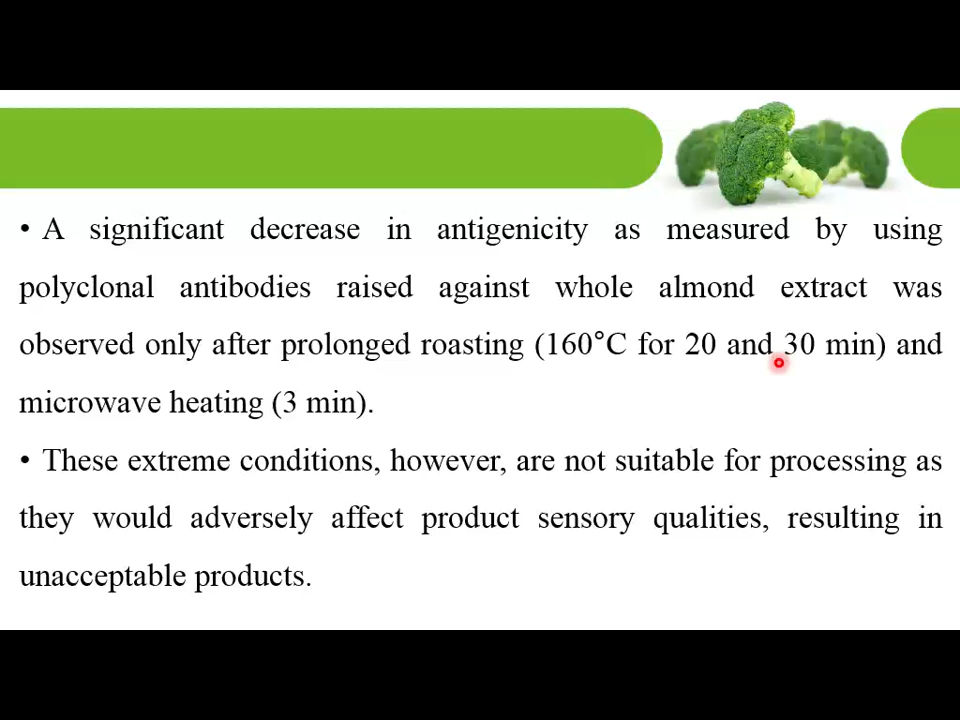 • A significant decrease in antigenicity as measured by using
polyclonal antibodies raised against whole almond extract was
observed only after prolonged roasting (160°C for 20 and 30 min) and
microwave heating (3 min).
• These extreme conditions, however, are not suitable for processing as
they would adversely affect product sensory qualities, resulting in
unacceptable products.